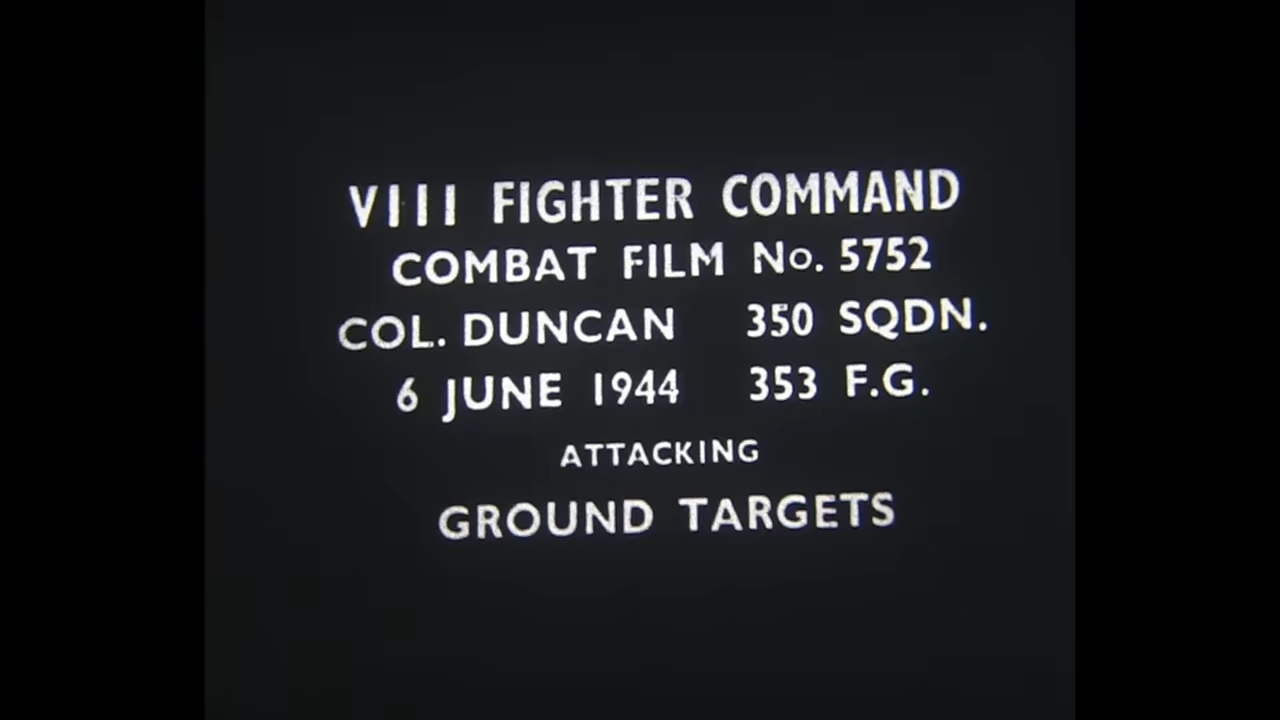 VIII FIGHTER COMMAND
COMBAT FILM No. 5752
COL. DUNCAN 350 SQDN.
6 JUNE 1944 353 F.G.
ATTACKING
GROUND TARGETS